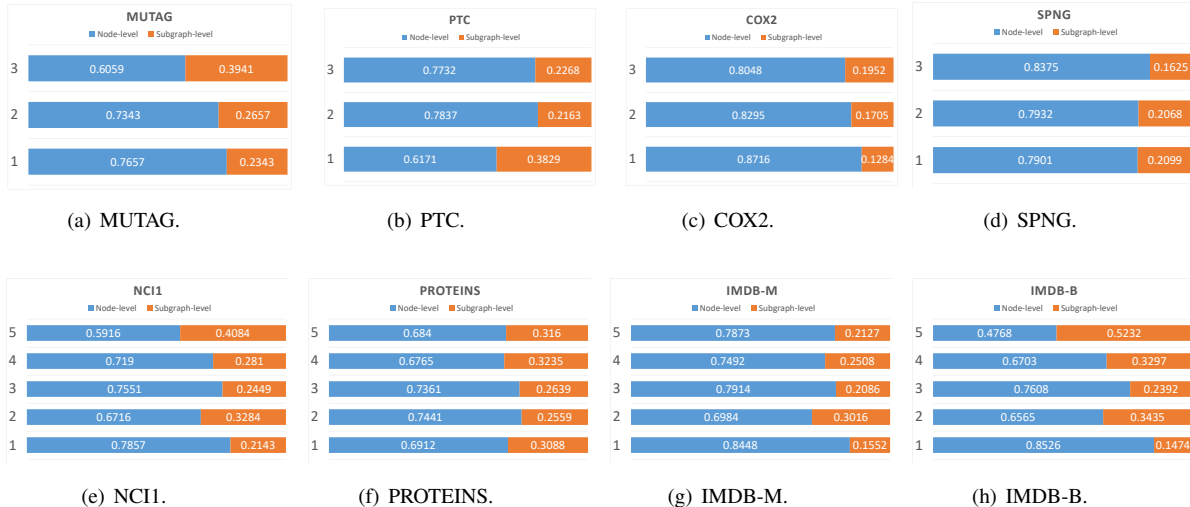 MUTAG
Node-level Subgraph-level
3 0.6059 0.3941
2 0.7343 0.2657
1 0.7657 0.2343
(a) MUTAG.
PTC
Node-level Subgraph-level
3 0.7732 0.2268
2 0.7837 0.2163
1 0.6171 0.3829
(b) PTC.
COX2
Node-level Subgraph-level
3 0.8048 0.1952
2 0.8295 0.1705
1 0.8716 0.1284
(c) COX2.
SPNG
Node-level Subgraph-level
3 0.8375 0.1625
2 0.7932 0.2068
1 0.7901 0.2099
(d) SPNG.
NCI1
Node-level Subgraph-level
5 0.5916 0.4084
4 0.719 0.281
3 0.7551 0.2449
2 0.6716 0.3284
1 0.7857 0.2143
(e) NCI1.
PROTEINS
Node-level Subgraph-level
5 0.684 0.316
4 0.6765 0.3235
3 0.7361 0.2639
2 0.7441 0.2559
1 0.6912 0.3088
(f) PROTEINS.
IMDB-M
Node-level Subgraph-level
5 0.7873 0.2127
4 0.7492 0.2508
3 0.7914 0.2086
2 0.6984 0.3016
1 0.8448 0.1552
(g) IMDB-M.
IMDB-B
Node-level Subgraph-level
5 0.4768 0.5232
4 0.6703 0.3297
3 0.7608 0.2392
2 0.6565 0.3435
1 0.8526 0.1474
(h) IMDB-B.